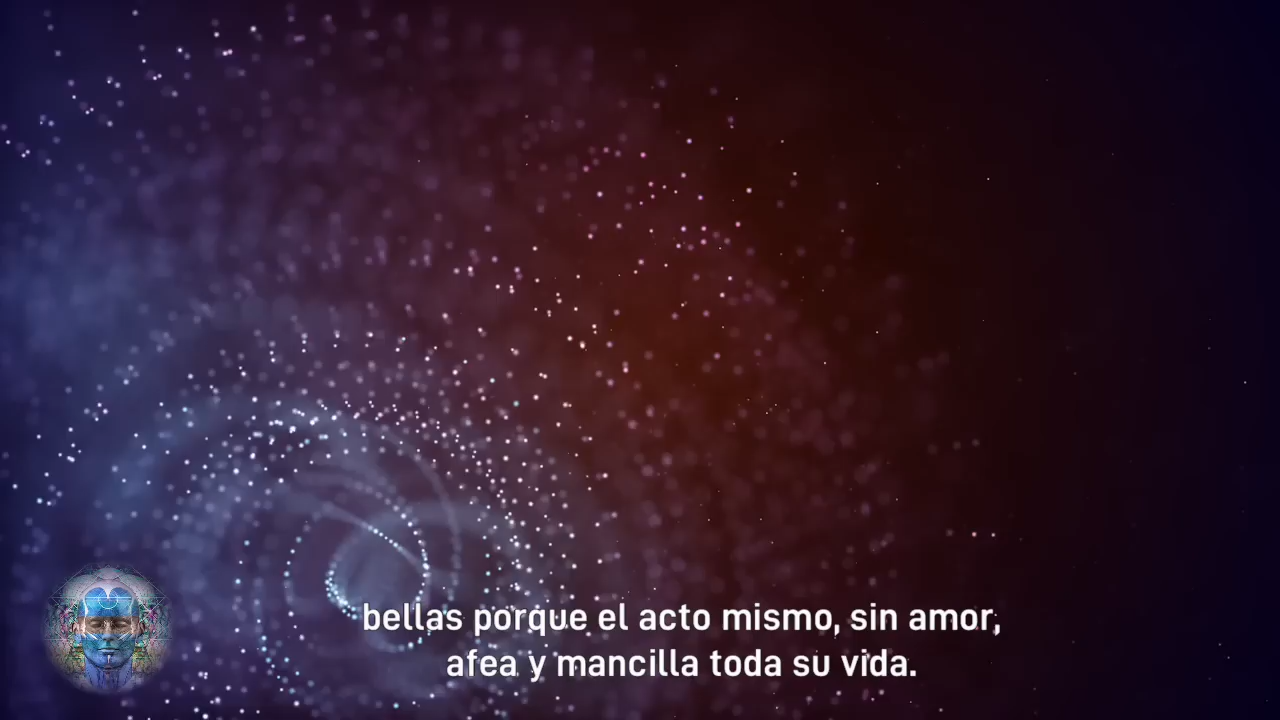 bellas porque el acto mismo, sin amor,
afea y mancilla toda su vida.